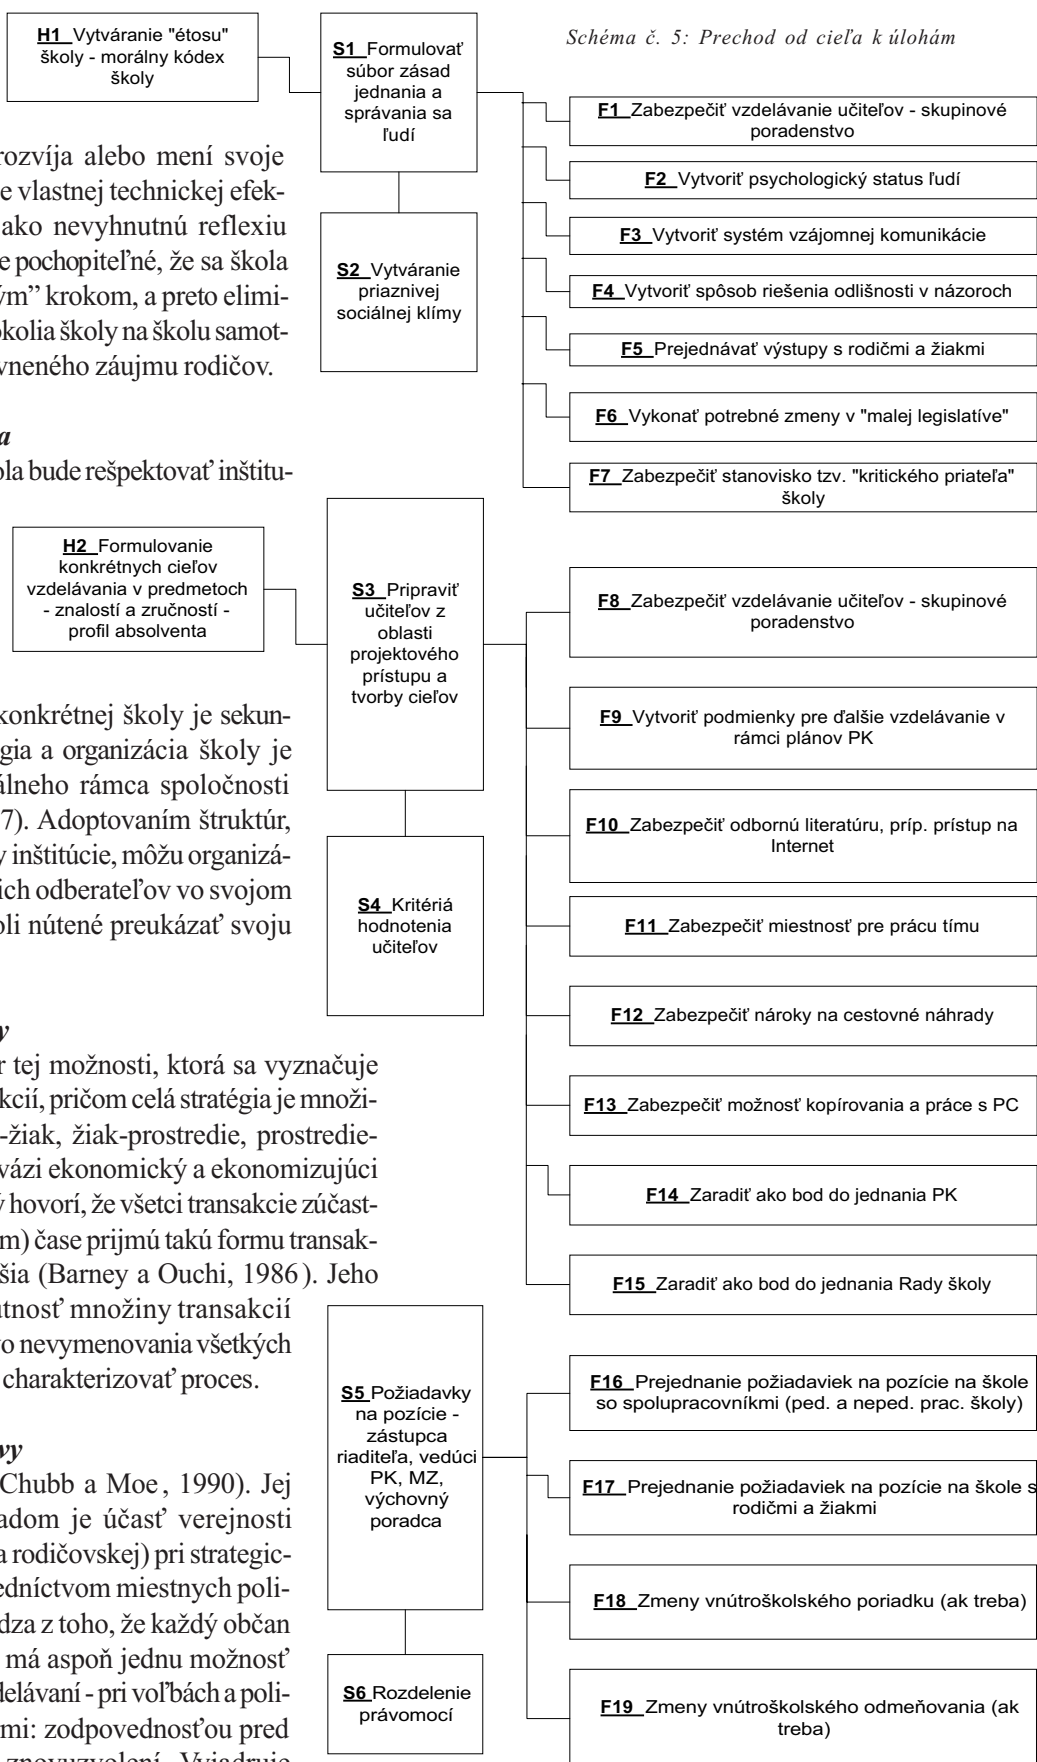 Schéma č. 5: Prechod od cieľa k úlohám
H1 Vytváranie "étosu"
školy - morálny kódex
školy
S1 Formulovať
súbor zásad
jednania a
správania sa
ľudí
S2 Vytváranie
priaznivej
sociálnej klímy
F1 Zabezpečiť vzdelávanie učiteľov - skupinové
poradenstvo
F2 Vytvoriť psychologický status ľudí
F3 Vytvoriť systém vzájomnej komunikácie
F4 Vytvoriť spôsob riešenia odlišnosti v názoroch
F5 Prejednávať výstupy s rodičmi a žiakmi
F6 Vykonať potrebné zmeny v "malej legislatíve"
F7 Zabezpečiť stanovisko tzv. "kritického priateľa"
školy
rozvíja alebo mení svoje
e vlastnej technickej efek-
ako nevyhnutnú reflexiu
e pochopiteľné, že sa škola
ým” krokom, a preto elimi-
okolia školy na školu samot-
vneného záujmu rodičov.
a
ola bude rešpektovať inštitu-
H2 Formulovanie
konkrétnych cieľov
vzdelávania v predmetoch
- znalostí a zručností -
profil absolventa
S3 Pripraviť
učiteľov z
oblasti
projektového
prístupu a
tvorby cieľov
S4 Kritériá
hodnotenia
učiteľov
F8 Zabezpečiť vzdelávanie učiteľov - skupinové
poradenstvo
F9 Vytvoriť podmienky pre ďalšie vzdelávanie v
rámci plánov PK
F10 Zabezpečiť odbornú literatúru, príp. prístup na
Internet
F11 Zabezpečiť miestnosť pre prácu tímu
F12 Zabezpečiť nároky na cestovné náhrady
F13 Zabezpečiť možnosť kopírovania a práce s PC
F14 Zaradiť ako bod do jednania PK
F15 Zaradiť ako bod do jednania Rady školy
konkrétnej školy je sekun-
gia a organizácia školy je
álneho rámca spoločnosti
7). Adoptovaním štruktúr,
y inštitúcie, môžu organizá-
ich odberateľov vo svojom
oli nútené preukázať svoju
y
r tej možnosti, ktorá sa vyznačuje
kcií, pričom celá stratégia je množi-
-žiak, žiak-prostredie, prostredie-
vázi ekonomický a ekonomizujúci
ý hovorí, že všetci transakcie zúčast-
m) čase prijmú takú formu transak-
šia (Barney a Ouchi, 1986). Jeho
utnosť množiny transakcií
vo nevymenovania všetkých
charakterizovať proces.
vy
Chubb a Moe, 1990). Jej
adom je účasť verejnosti
a rodičovskej) pri strategic-
edníctvom miestnych poli-
dza z toho, že každý občan
má aspoň jednu možnosť
delávaní - pri voľbách a poli-
mi: zodpovednosťou pred
znovuzvolení. Vyjadruje
S5 Požiadavky
na pozície -
zástupca
riaditeľa, vedúci
PK, MZ,
výchovný
poradca
S6 Rozdelenie
právomocí
F16 Prejednanie požiadaviek na pozície na škole
so spolupracovníkmi (ped. a neped. prac. školy)
F17 Prejednanie požiadaviek na pozície na škole s
rodičmi a žiakmi
F18 Zmeny vnútroškolského poriadku (ak treba)
F19 Zmeny vnútroškolského odmeňovania (ak
treba)